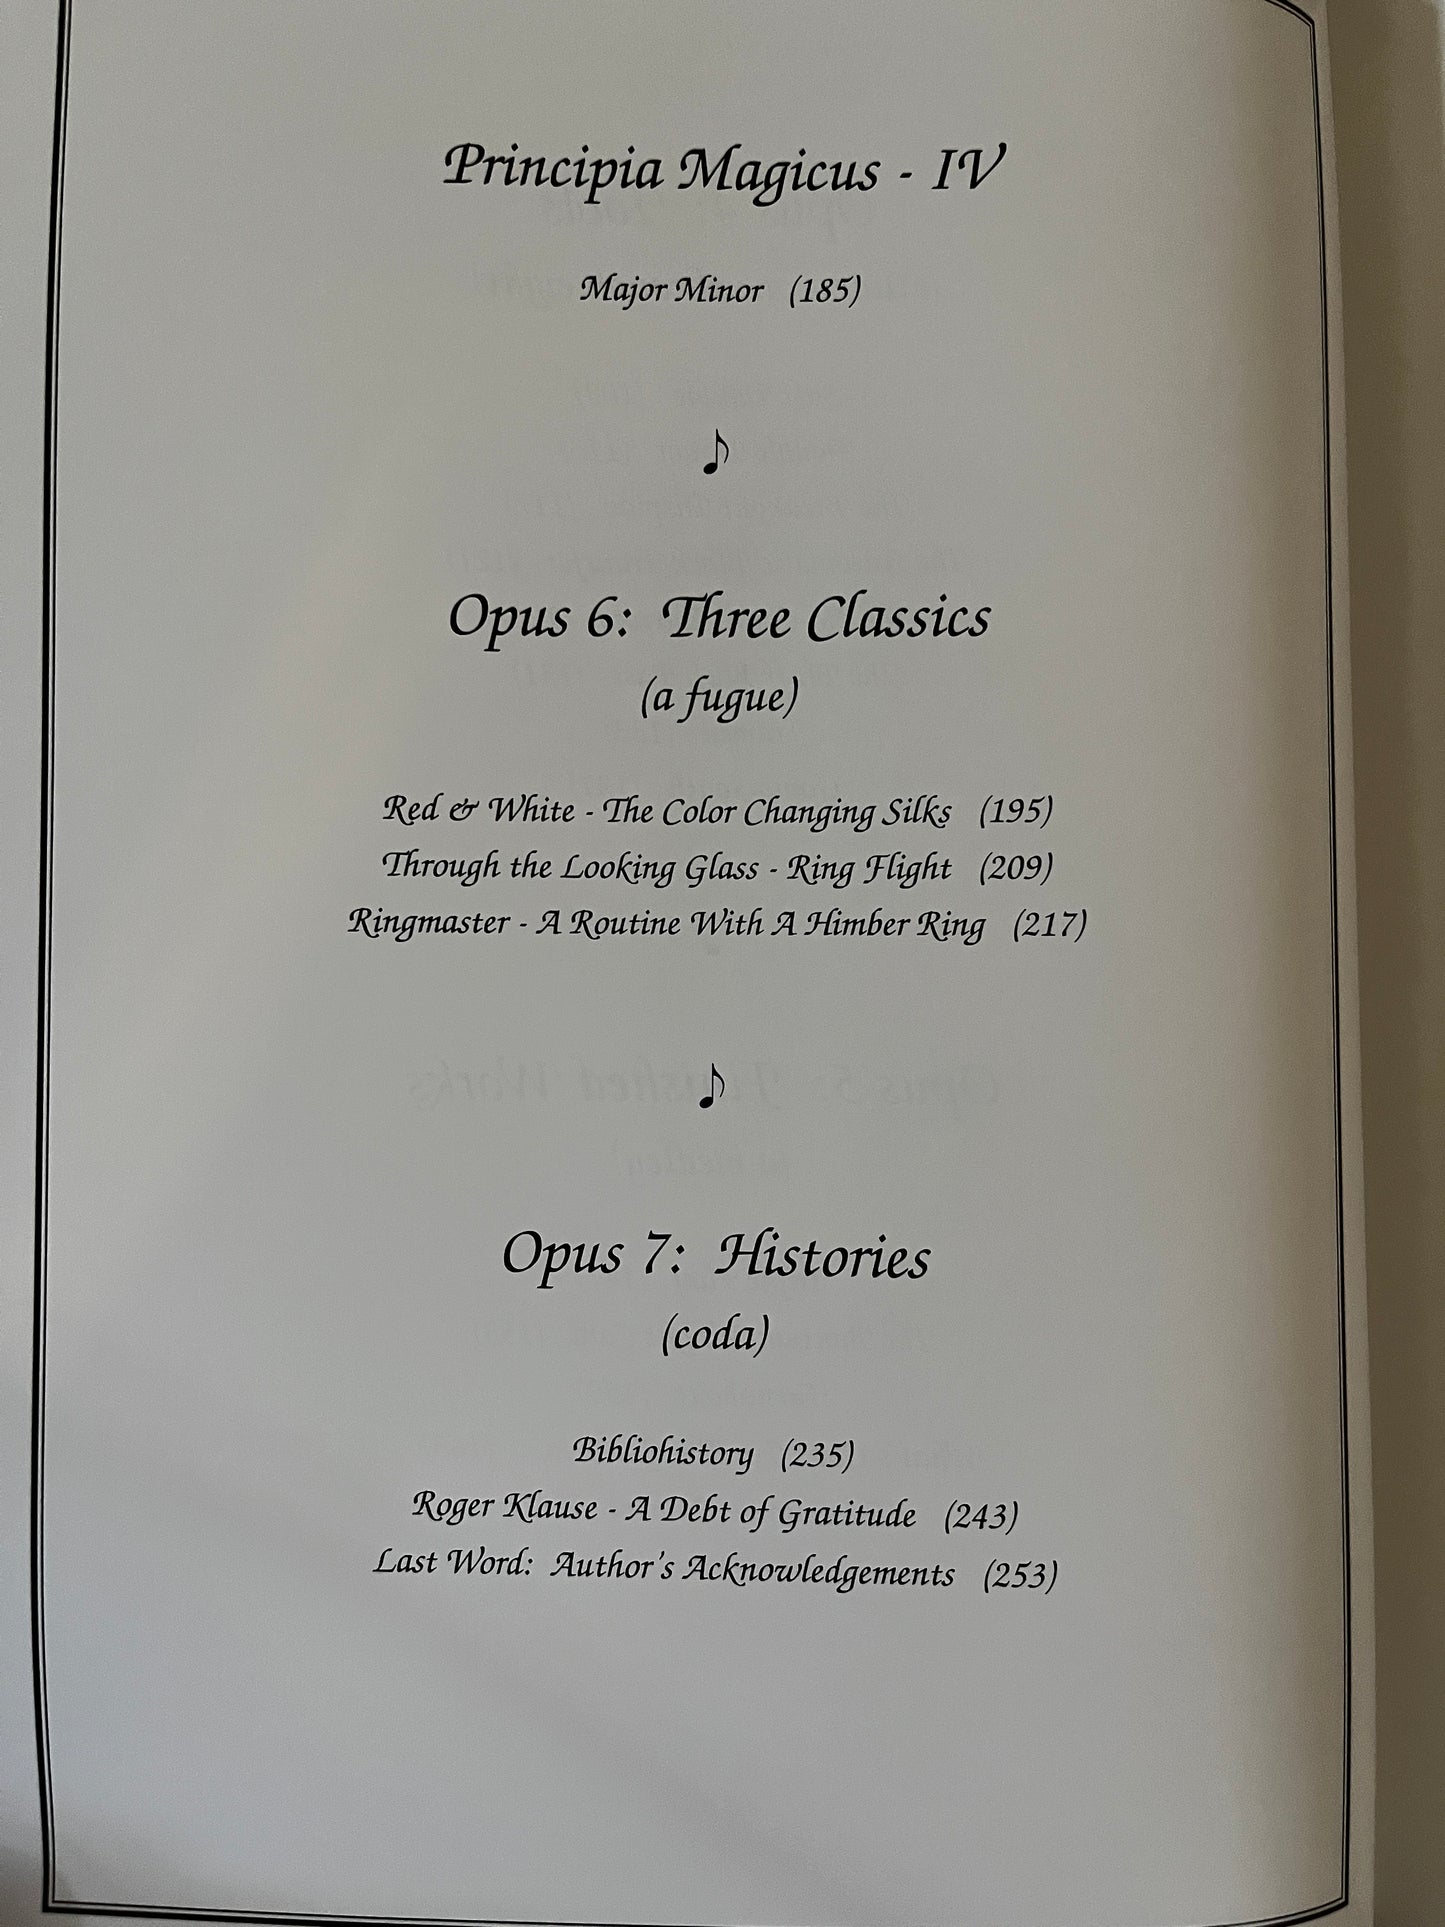 Principia Magicus - IV
Major Minor (185)
Opus 6: Three Classics
(a fugue)
Red & White - The Color Changing Silks (195)
Through the Looking Glass - Ring Flight (209)
Ringmaster - A Routine With A Himber Ring (217)
Opus 7: Histories
(coda)
Bibliohistory (235)
Roger Klause - A Debt of Gratitude (243)
Last Word: Author's Acknowledgements (253)